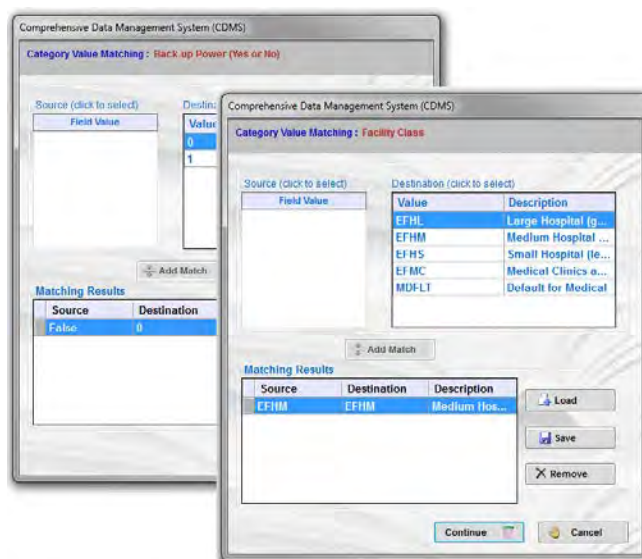 Comprehensive Data Management System (CDMS)
Category Value Matching : Back-up Power (Yes or No)
Source (click to select)
Field Value
Value
0
1
Add Match
Matching Results
Source Destination
False 0
Comprehensive Data Management System (CDMS)
Category Value Matching : Facility Class
Source (click to select) Destination (click to select)
Field Value
Value Description
EFHL Large Hospital (g...
EFHM Medium Hospital ...
EFHS Small Hospital (le...
EFMC Medical Clinics a...
MDFLT Default for Medical
Add Match
Matching Results
Source Destination Description
EFHM EFHM Medium Hos...
Load
Save
Remove
Continue Cancel